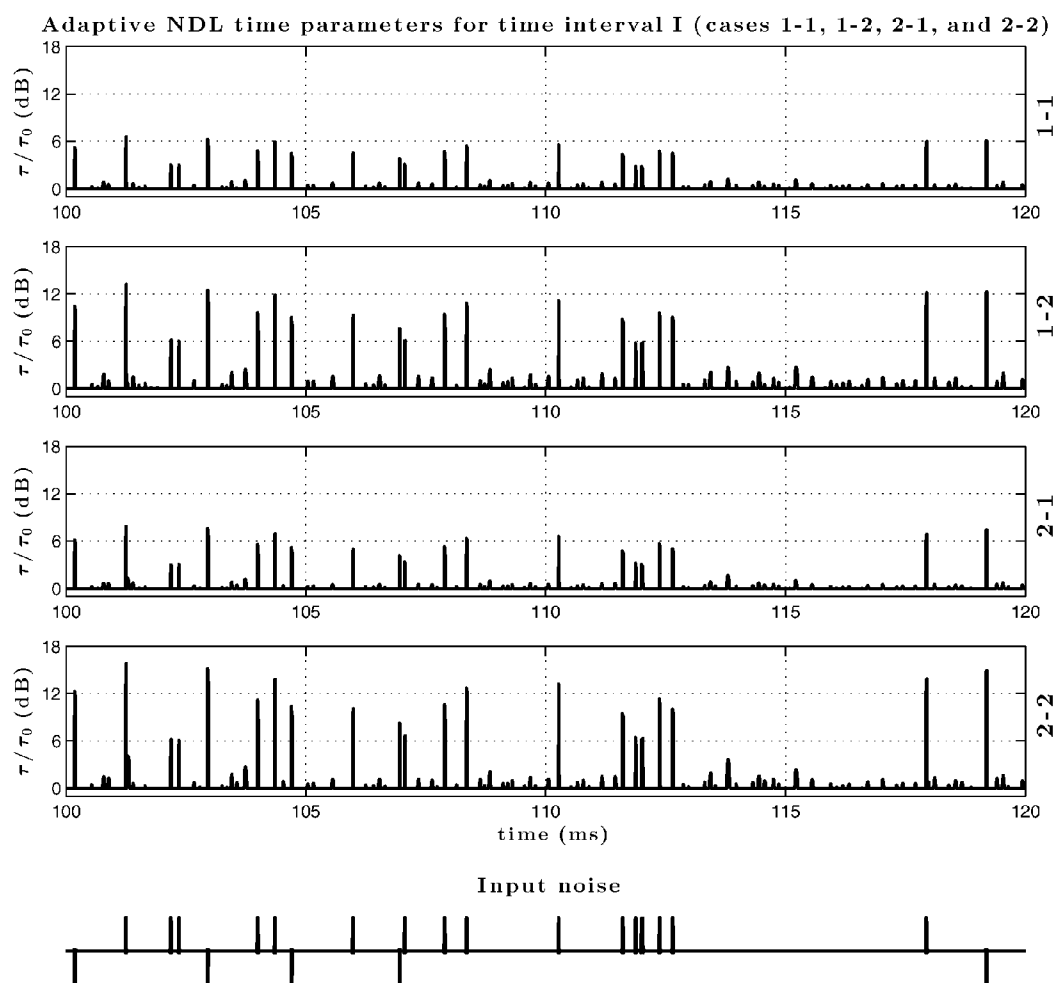 Adaptive NDL time parameters for time interval I (cases 1-1, 1-2, 2-1, and 2-2)
18
12
6
0
τ/τ₀ (dB)
1-1
100 105 110 115 120
18
12
6
0
τ/τ₀ (dB)
1-2
100 105 110 115 120
18
12
6
0
τ/τ₀ (dB)
2-1
100 105 110 115 120
18
12
6
0
τ/τ₀ (dB)
2-2
100 105 110 115 120
time (ms)
Input noise